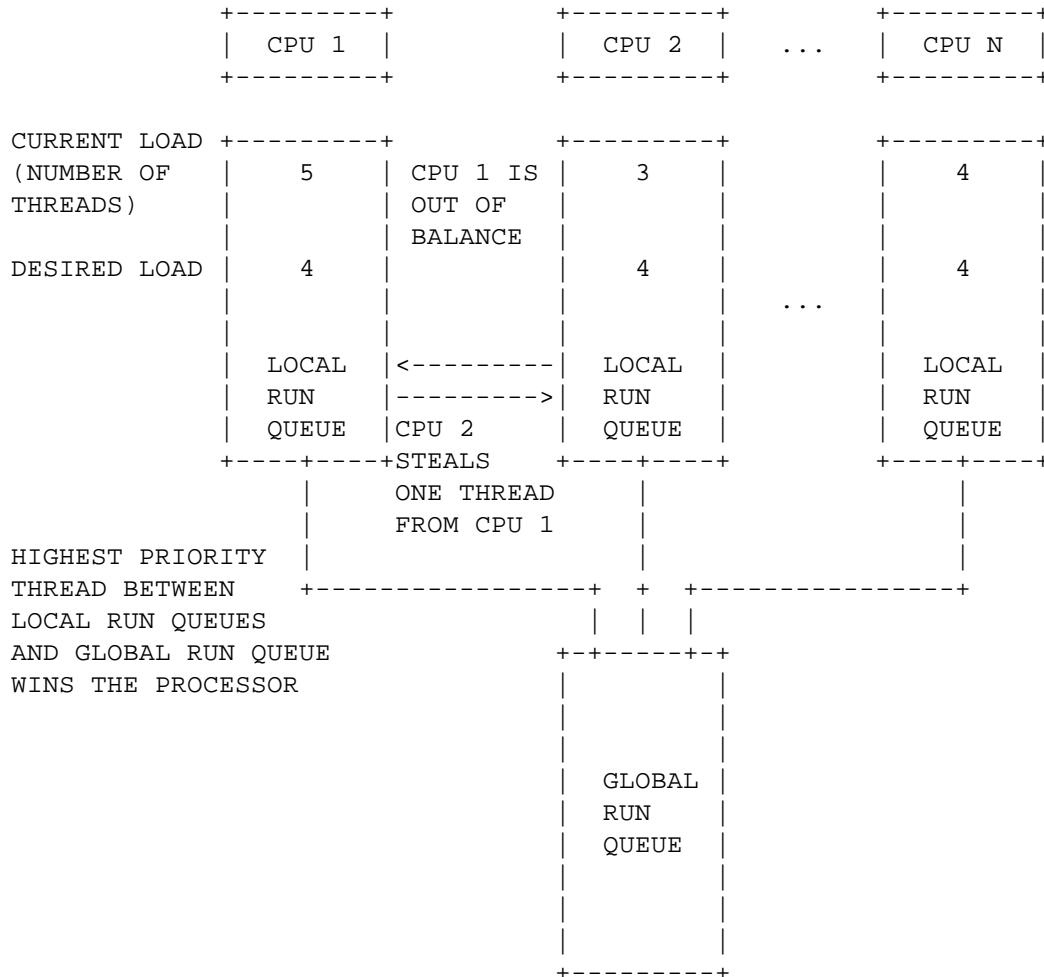 CPU 1 CPU 2 ... CPU N
CURRENT LOAD
(NUMBER OF 5 CPU 1 IS 3 4
THREADS) OUT OF
BALANCE
DESIRED LOAD 4 4 4
...
LOCAL LOCAL LOCAL
RUN RUN RUN
QUEUE CPU 2 QUEUE QUEUE
STEALS
ONE THREAD
FROM CPU 1
HIGHEST PRIORITY
THREAD BETWEEN
LOCAL RUN QUEUES
AND GLOBAL RUN QUEUE
WINS THE PROCESSOR
GLOBAL
RUN
QUEUE